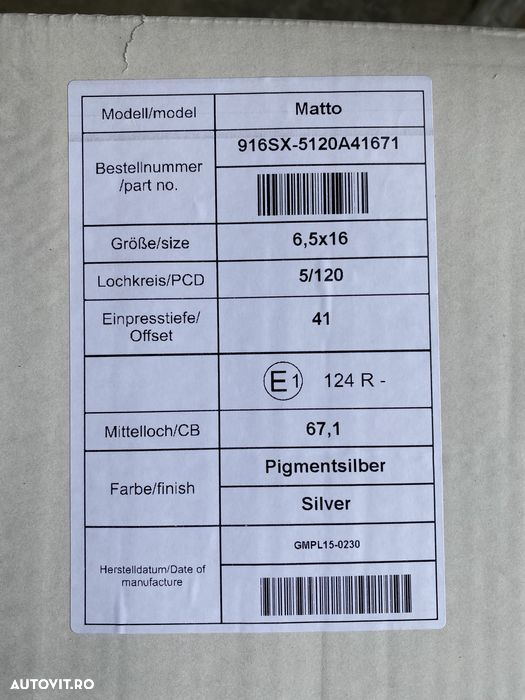 Modell/model
Matto
Bestellnummer
/part no.
916SX-5120A41671
Größe/size
6,5x16
Lochkreis/PCD
5/120
Einpresstiefe/
Offset
41
E1 124 R -
Mittelloch/CB
67,1
Farbe/finish
Pigmentsilber
Silver
Herstelldatum/Date of
manufacture
GMPL15-0230
AUTOVIT.RO